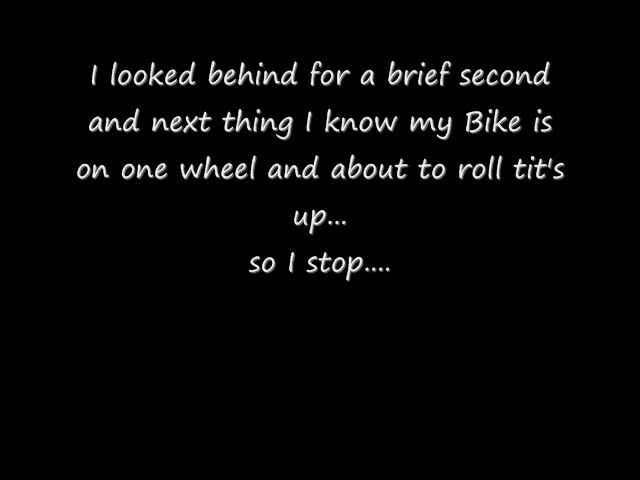 I looked behind for a brief second
and next thing I know my Bike is
on one wheel and about to roll tit's
up...
so I stop....